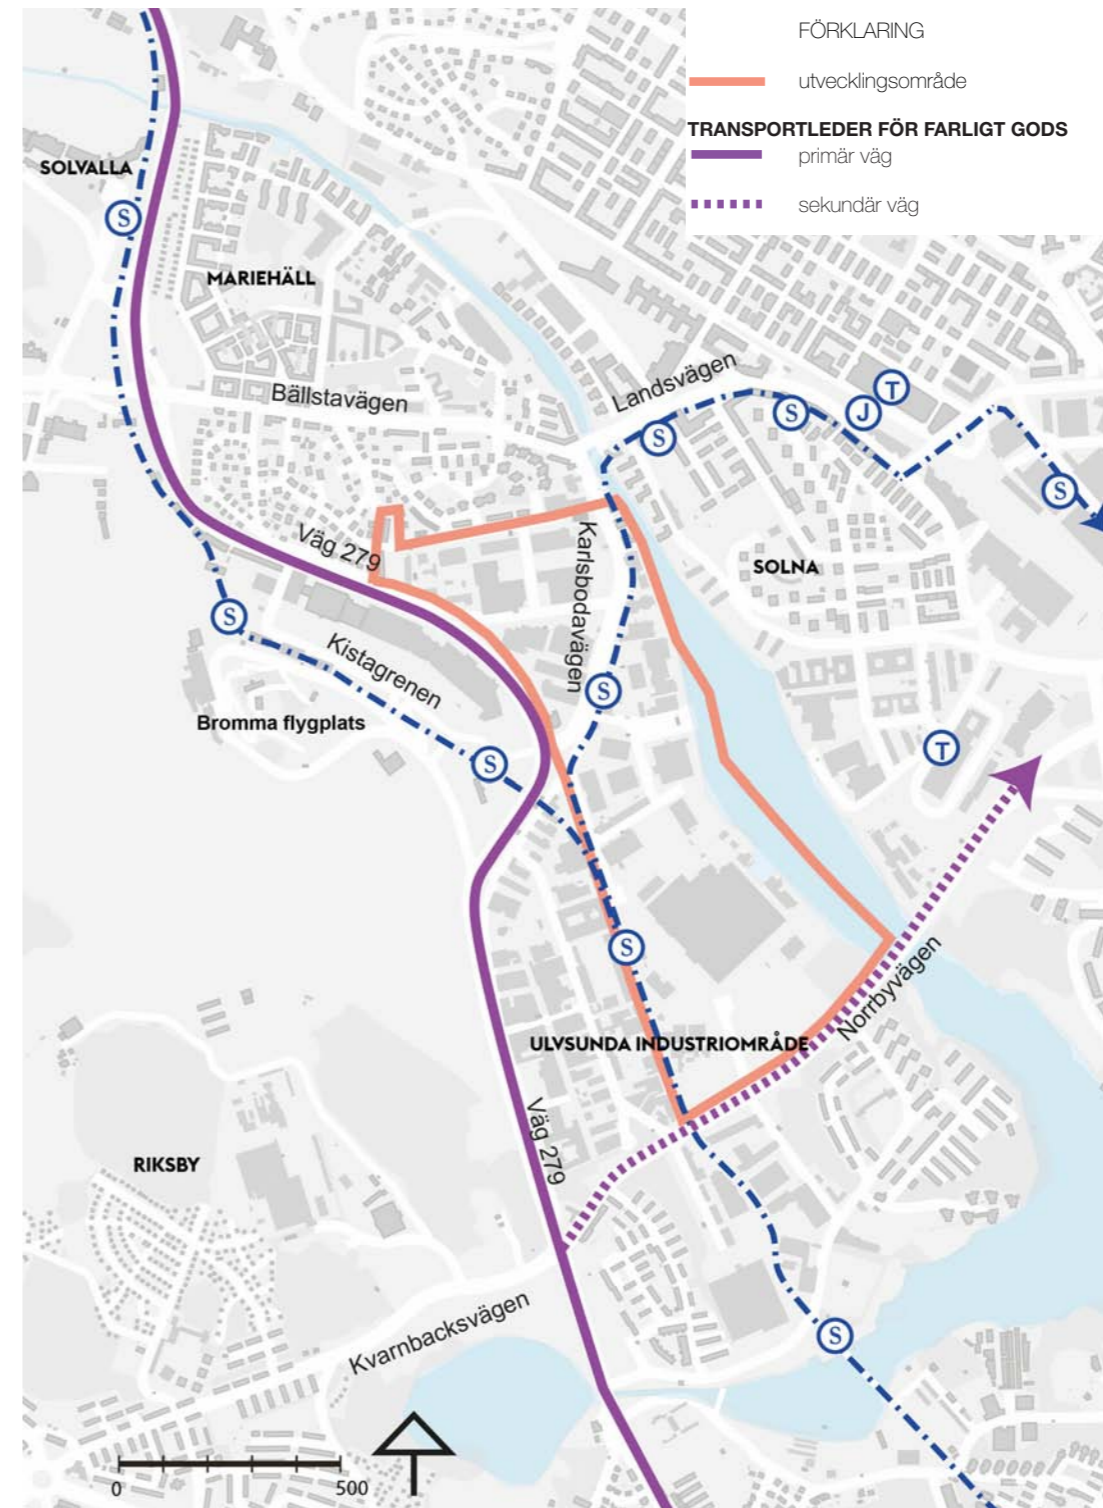 FÖRKLARING
utvecklingsområde
TRANSPORTLEDER FÖR FARLIGT GODS
primär väg
sekundär väg
SOLVALLA
S
MARIEHÄLL
Bällstavägen
Landsvägen
T
J
S
S
S
Väg 279
Karlsbodavägen
SOLNA
S
Kistagrenen
S
Bromma flygplats
T
S
S
Norrbyvägen
ULVSUNDA INDUSTRIOMRÅDE
Väg 279
RIKSBY
Kvarnbacksvägen
S
0 500